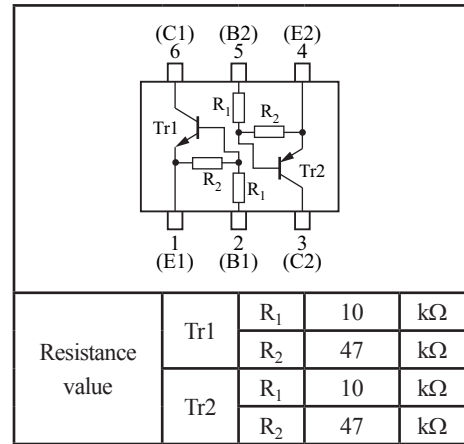 (C1) (B2) (E2)
6 5 4
R1 R2
Tr1
R2 R1 Tr2
1 2 3
(E1) (B1) (C2)
Resistance value Tr1 R1 10 kΩ
R2 47 kΩ
Tr2 R1 10 kΩ
R2 47 kΩ